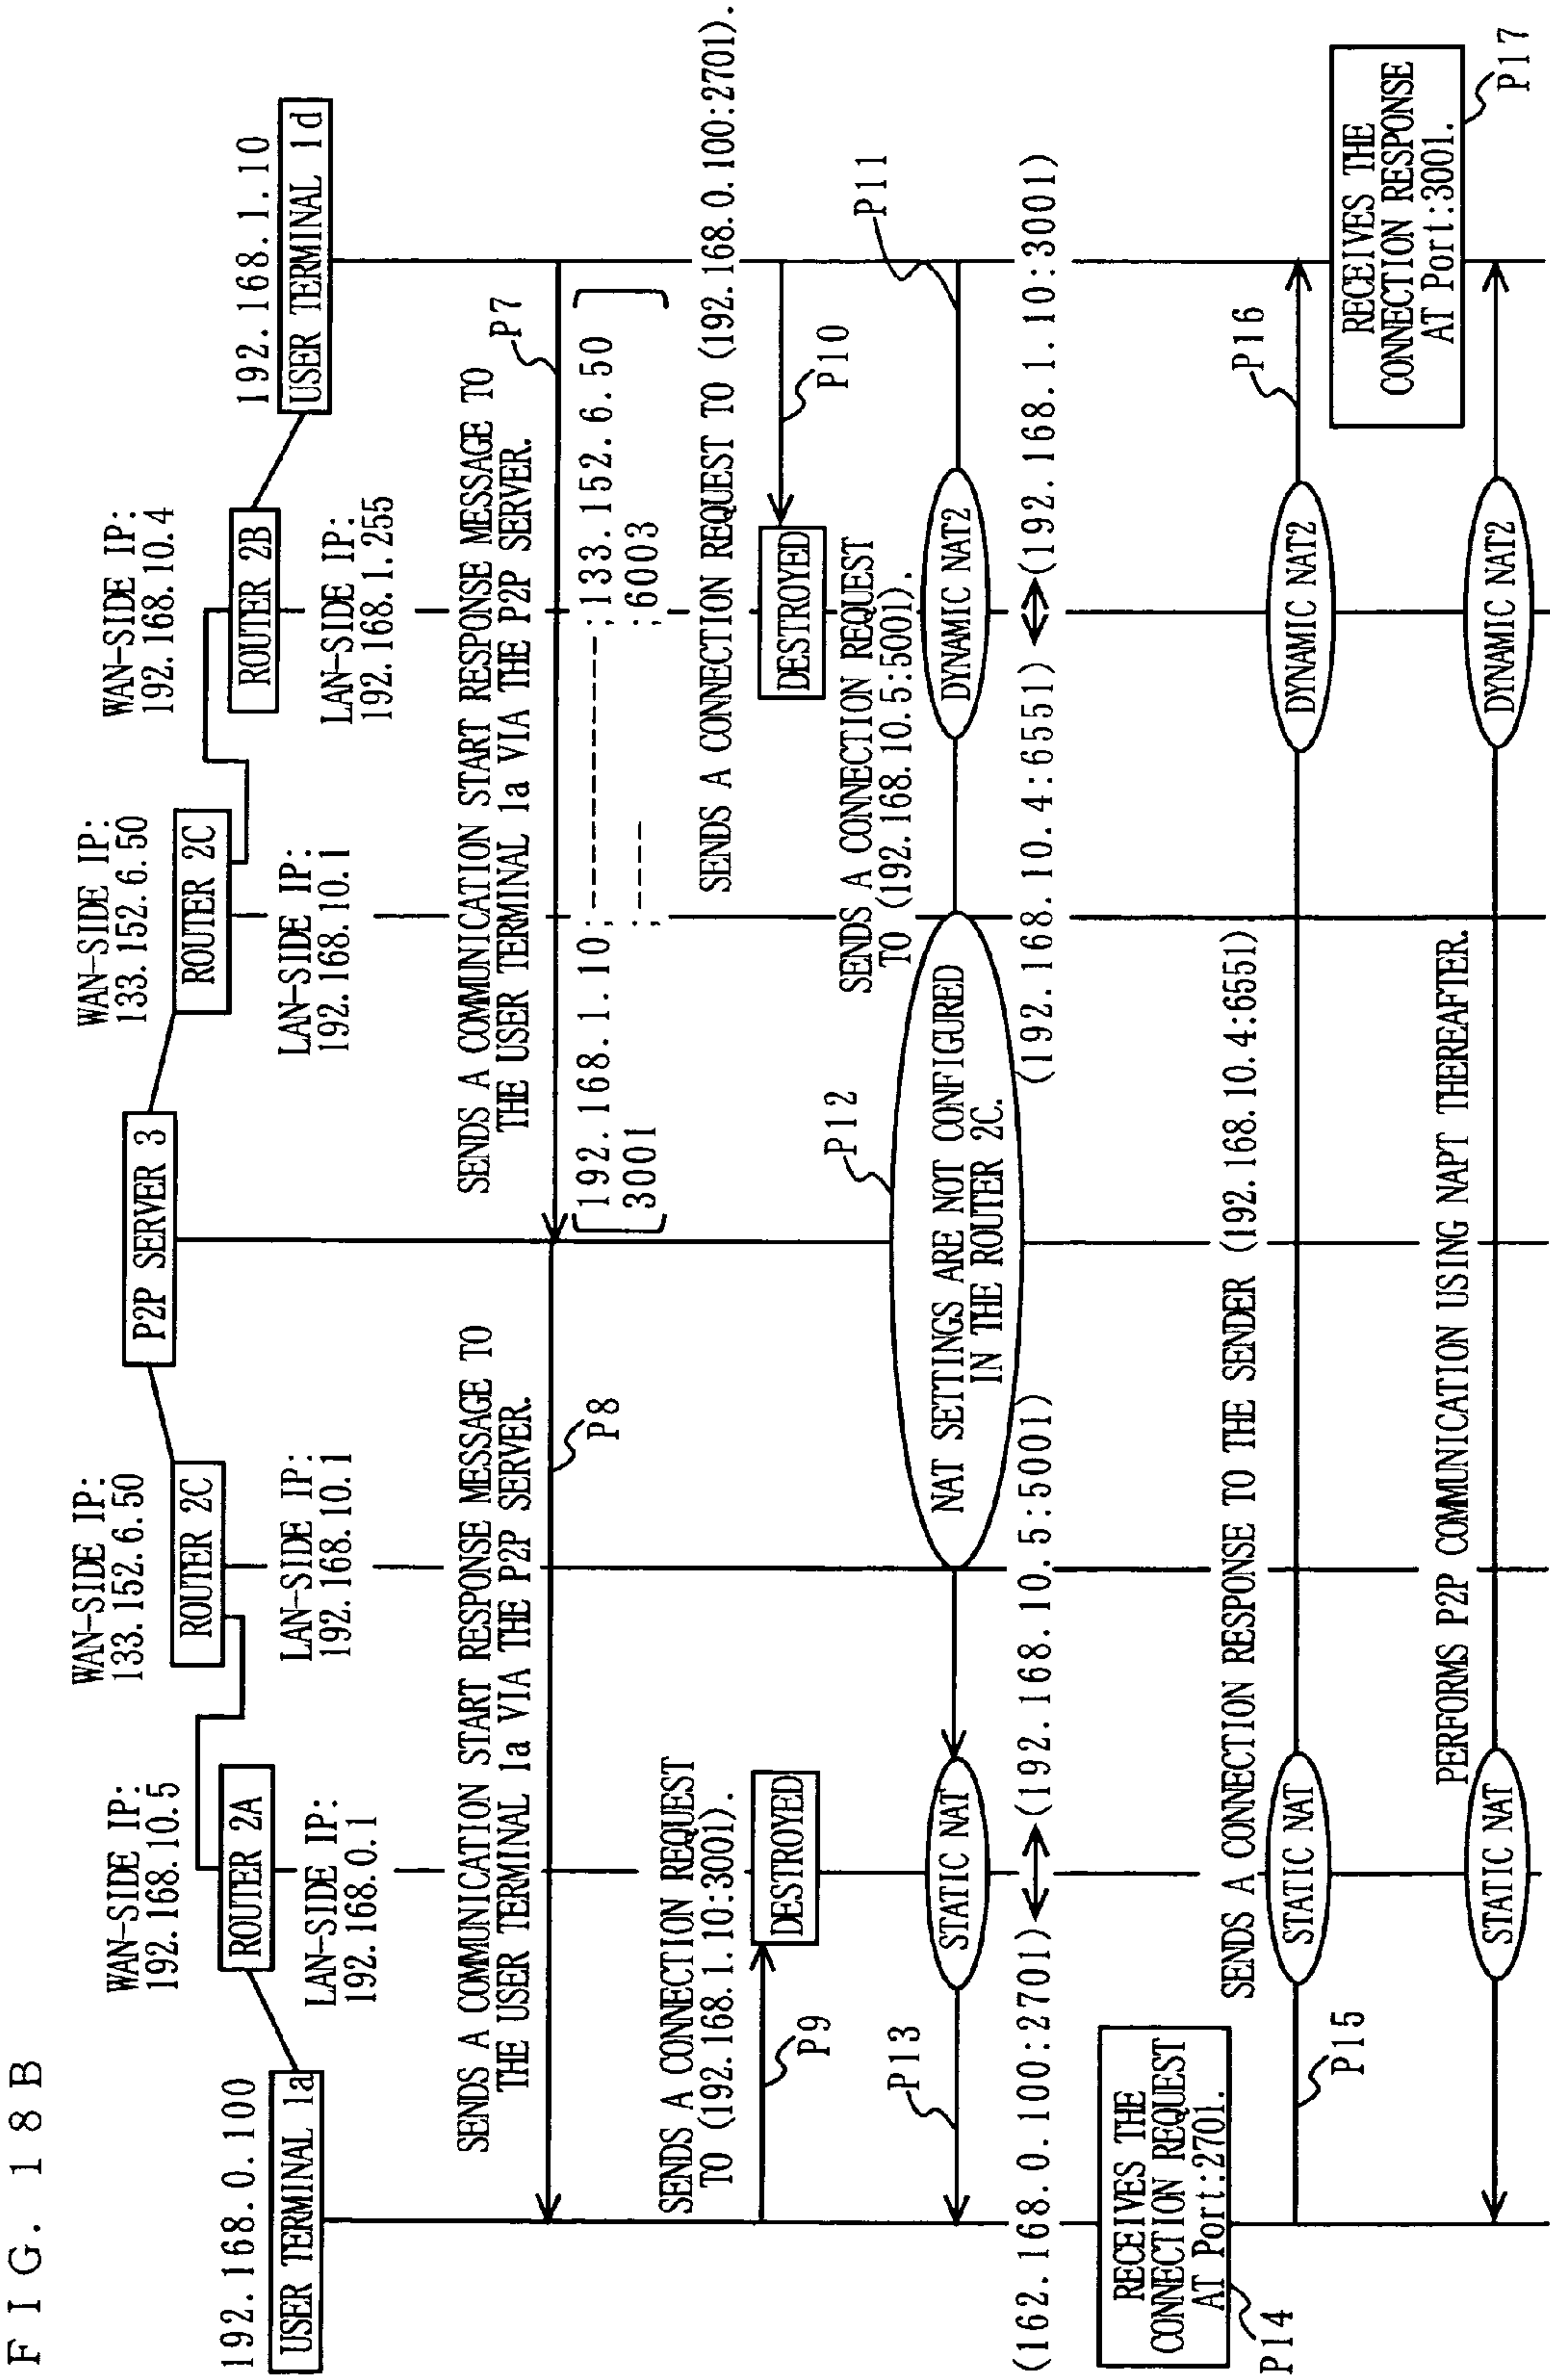 FIG. 18B
192.168.0.100
USER TERMINAL 1a
WAN-SIDE IP:
192.168.10.5
ROUTER 2A
LAN-SIDE IP:
192.168.0.1
WAN-SIDE IP:
133.152.6.50
ROUTER 2C
LAN-SIDE IP:
192.168.10.1
P2P SERVER 3
WAN-SIDE IP:
133.152.6.50
ROUTER 2C
LAN-SIDE IP:
192.168.10.1
WAN-SIDE IP:
192.168.10.4
ROUTER 2B
LAN-SIDE IP:
192.168.1.255
192.168.1.10
USER TERMINAL 1d
SENDS A COMMUNICATION START RESPONSE MESSAGE TO
THE USER TERMINAL 1a VIA THE P2P SERVER.
P8
SENDS A COMMUNICATION START RESPONSE MESSAGE TO
THE USER TERMINAL 1a VIA THE P2P SERVER.
P7
192.168.1.10;------------;133.152.6.50
3001 ;---- ;6003
SENDS A CONNECTION REQUEST
TO (192.168.1.10:3001).
DESTROYED
P9
SENDS A CONNECTION REQUEST TO (192.168.0.100:2701).
DESTROYED
P10
SENDS A CONNECTION REQUEST
TO (192.168.10.5:5001).
P11
DYNAMIC NAT2
P12
NAT SETTINGS ARE NOT CONFIGURED
IN THE ROUTER 2C.
STATIC NAT
P13
(162.168.0.100:2701)
(192.168.10.5:5001)
(192.168.10.4:6551)
(192.168.1.10:3001)
RECEIVES THE
CONNECTION REQUEST
AT Port:2701.
P14
SENDS A CONNECTION RESPONSE TO THE SENDER (192.168.10.4:6551)
P15
STATIC NAT
DYNAMIC NAT2
P16
RECEIVES THE
CONNECTION RESPONSE
AT Port:3001.
P17
PERFORMS P2P COMMUNICATION USING NAPT THEREAFTER.
STATIC NAT
DYNAMIC NAT2